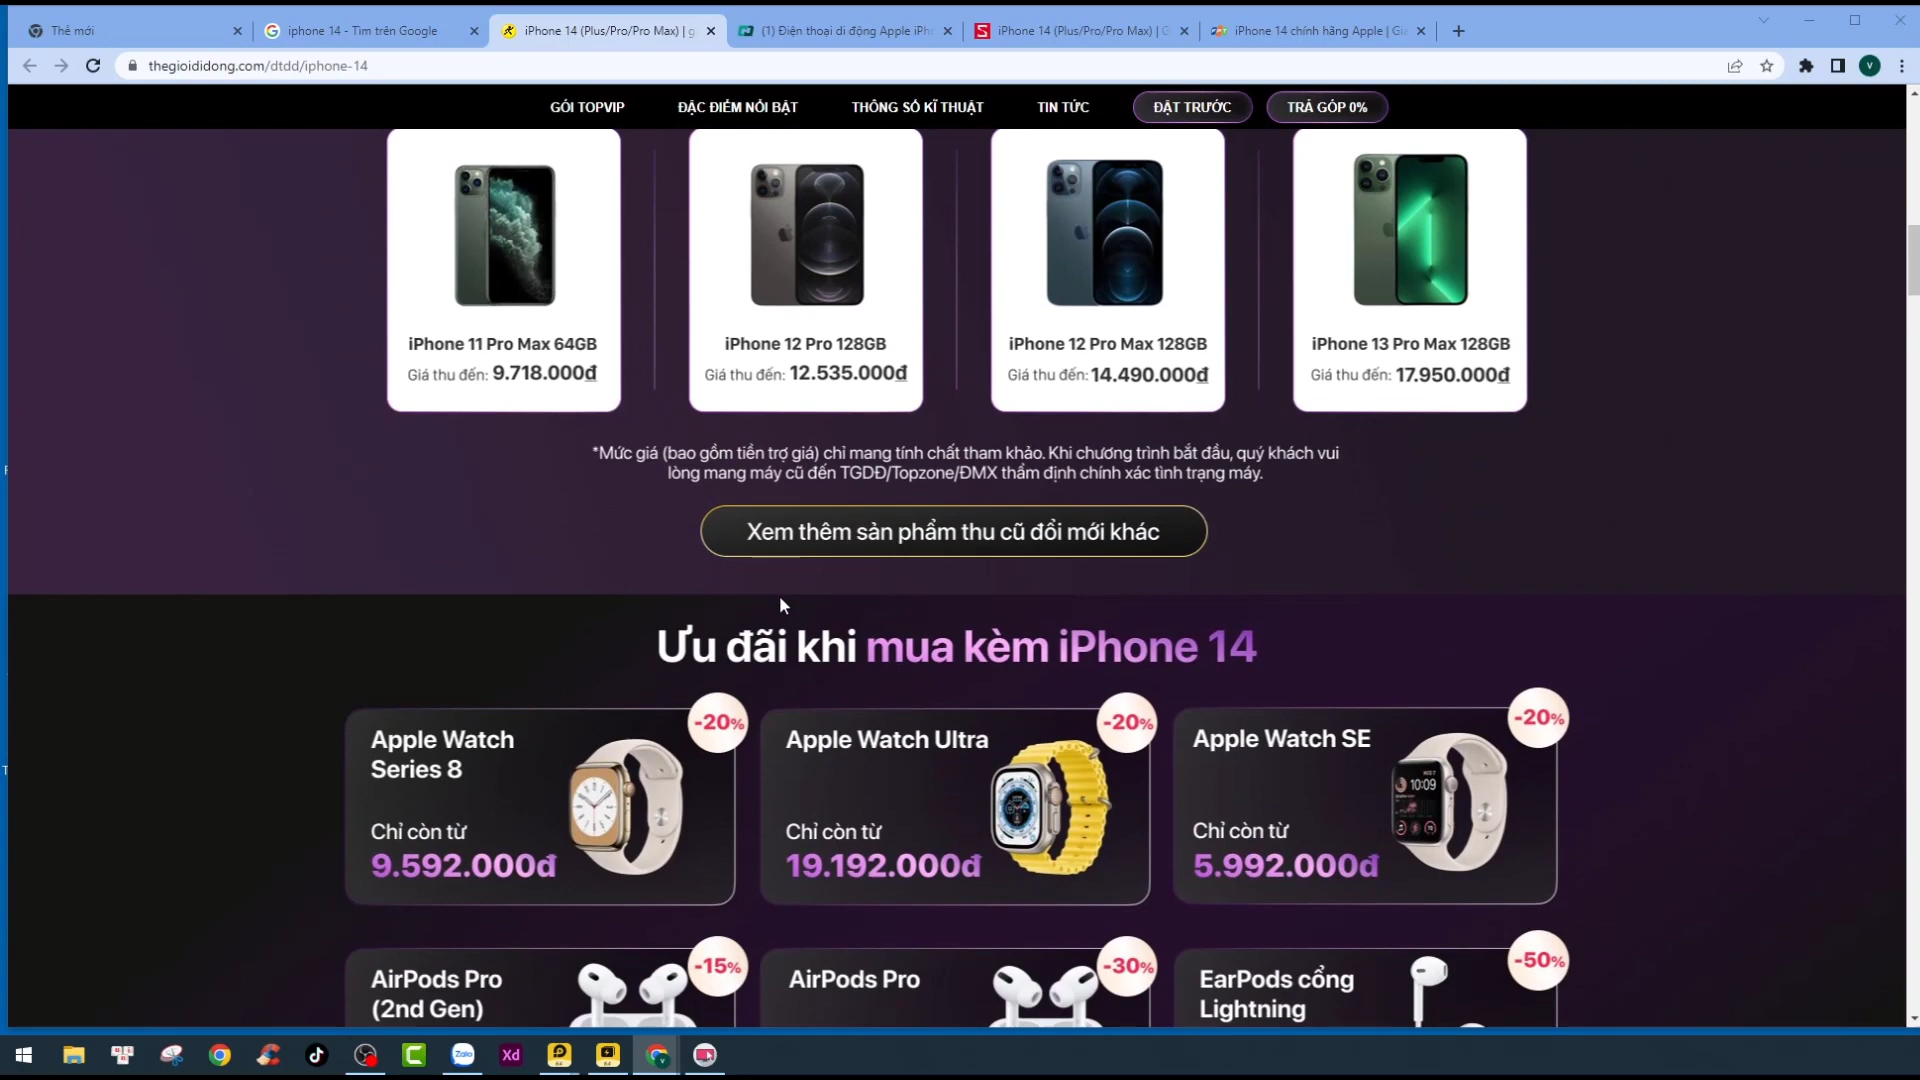 Thẻ mới
iphone 14 - Tìm trên Google
iPhone 14 (Plus/Pro/Pro Max) | g
(1) Điện thoại di động Apple iPh
iPhone 14 (Plus/Pro/Pro Max) | G
iPhone 14 chính hãng Apple | Gi
thegioididong.com/dtdd/iphone-14
V
GÓI TOPVIP
ĐẶC ĐIỂM NỔI BẬT
THÔNG SỐ KĨ THUẬT
TIN TỨC
ĐẶT TRƯỚC
TRẢ GÓP 0%
iPhone 11 Pro Max 64GB
Giá thu đến: 9.718.000₫
iPhone 12 Pro 128GB
Giá thu đến: 12.535.000₫
iPhone 12 Pro Max 128GB
Giá thu đến: 14.490.000₫
iPhone 13 Pro Max 128GB
Giá thu đến: 17.950.000₫
*Mức giá (bao gồm tiền trợ giá) chỉ mang tính chất tham khảo. Khi chương trình bắt đầu, quý khách vui
lòng mang máy cũ đến TGDĐ/Topzone/ĐMX thẩm định chính xác tình trạng máy.
Xem thêm sản phẩm thu cũ đổi mới khác
Ưu đãi khi mua kèm iPhone 14
-20%
Apple Watch
Series 8
Chỉ còn từ
9.592.000đ
-20%
Apple Watch Ultra
Chỉ còn từ
19.192.000đ
-20%
Apple Watch SE
10:09
Chỉ còn từ
5.992.000đ
-15%
AirPods Pro
(2nd Gen)
-30%
AirPods Pro
-50%
EarPods cổng
Lightning
Zalo
Xd